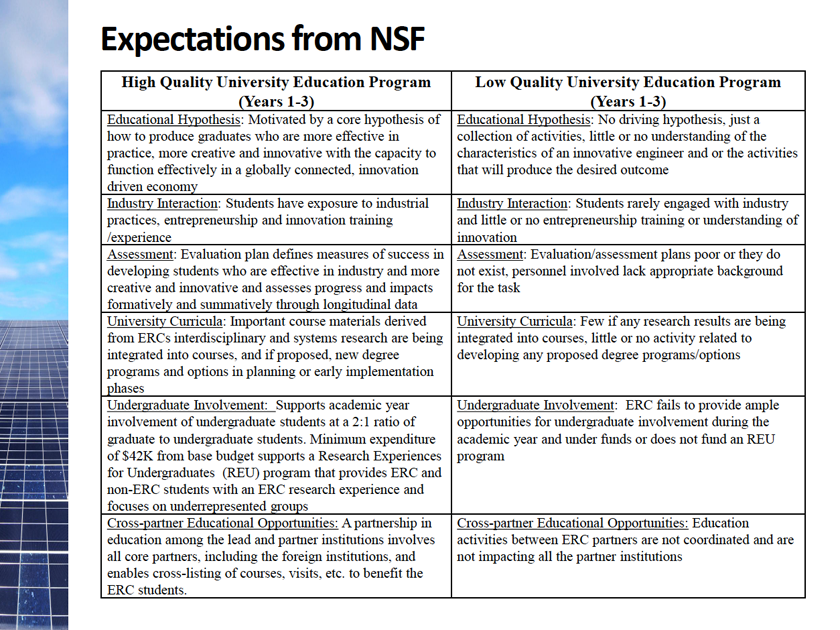 Expectations from NSF
High Quality University Education Program
(Years 1-3)
Low Quality University Education Program
(Years 1-3)
Educational Hypothesis: Motivated by a core hypothesis of
how to produce graduates who are more effective in
practice, more creative and innovative with the capacity to
function effectively in a globally connected, innovation
driven economy
Educational Hypothesis: No driving hypothesis, just a
collection of activities, little or no understanding of the
characteristics of an innovative engineer and or the activities
that will produce the desired outcome
Industry Interaction: Students have exposure to industrial
practices, entrepreneurship and innovation training
/experience
Industry Interaction: Students rarely engaged with industry
and little or no entrepreneurship training or understanding of
innovation
Assessment: Evaluation plan defines measures of success in
developing students who are effective in industry and more
creative and innovative and assesses progress and impacts
formatively and summatively through longitudinal data
Assessment: Evaluation/assessment plans poor or they do
not exist, personnel involved lack appropriate background
for the task
University Curricula: Important course materials derived
from ERCs interdisciplinary and systems research are being
integrated into courses, and if proposed, new degree
programs and options in planning or early implementation
phases
University Curricula: Few if any research results are being
integrated into courses, little or no activity related to
developing any proposed degree programs/options
Undergraduate Involvement: Supports academic year
involvement of undergraduate students at a 2:1 ratio of
graduate to undergraduate students. Minimum expenditure
of $42K from base budget supports a Research Experiences
for Undergraduates (REU) program that provides ERC and
non-ERC students with an ERC research experience and
focuses on underrepresented groups
Undergraduate Involvement: ERC fails to provide ample
opportunities for undergraduate involvement during the
academic year and under funds or does not fund an REU
program
Cross-partner Educational Opportunities: A partnership in
education among the lead and partner institutions involves
all core partners, including the foreign institutions, and
enables cross-listing of courses, visits, etc. to benefit the
ERC students.
Cross-partner Educational Opportunities: Education
activities between ERC partners are not coordinated and are
not impacting all the partner institutions